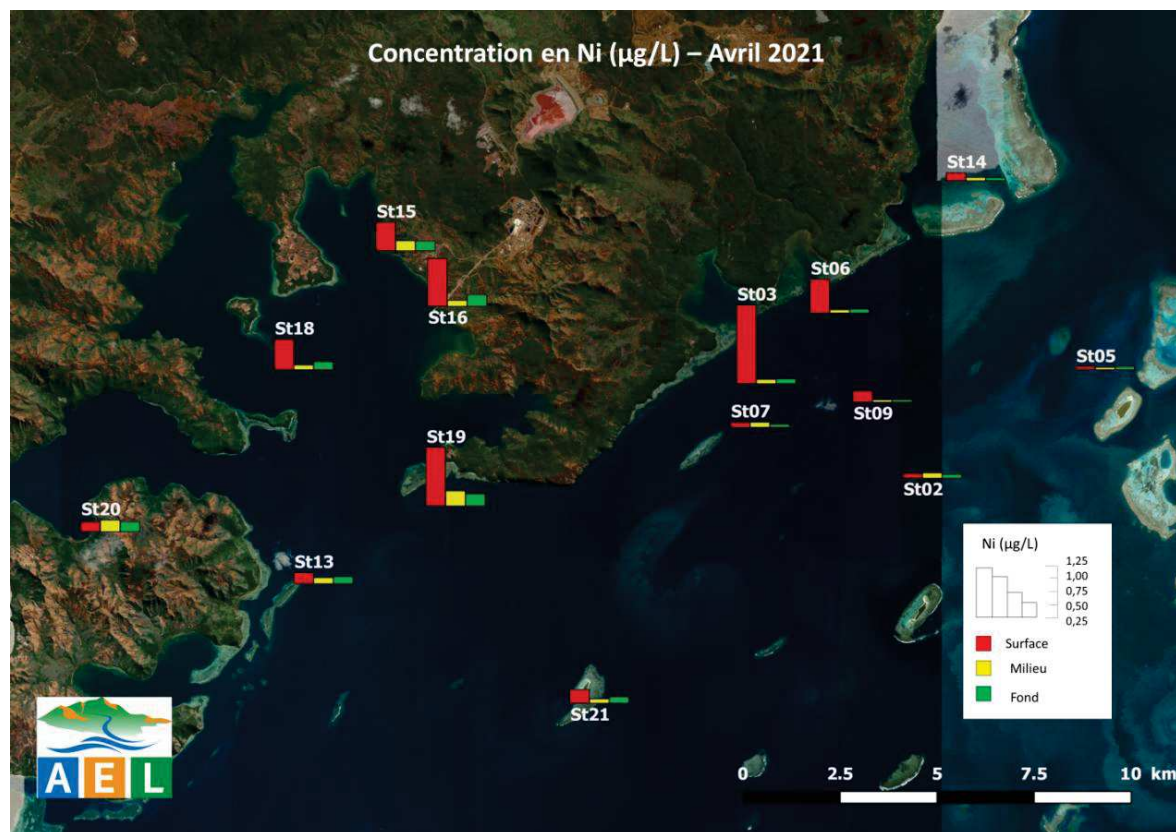 Concentration en Ni (µg/L) – Avril 2021
St14
St15
St06
St03
St16
St18
St05
St09
St07
St19
St02
St20
St13
St21
Ni (µg/L)
1,25
1,00
0,75
0,50
0,25
Surface
Milieu
Fond
AEL
0 2.5 5 7.5 10 km